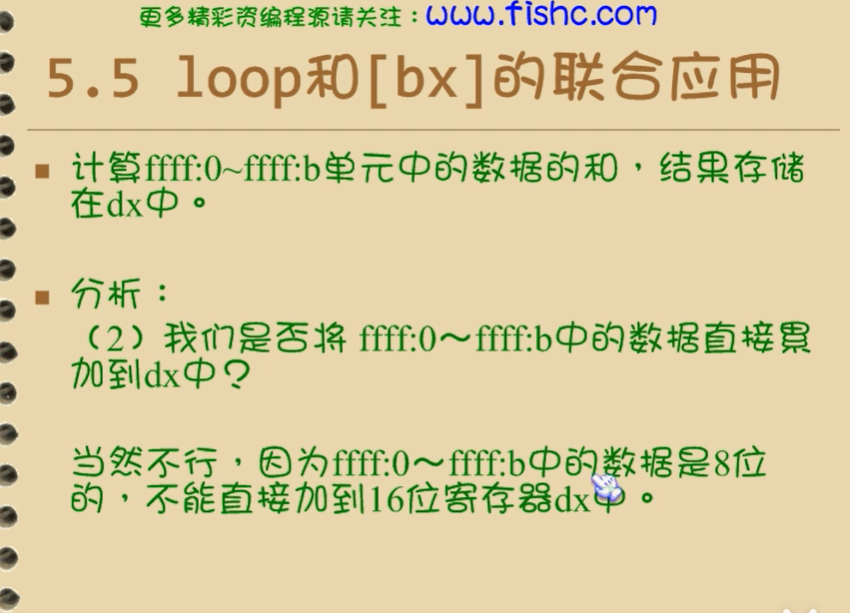 更多精彩资编程源请关注：www.fishc.com
5.5 loop和[bx]的联合应用
计算ffff:0~ffff:b单元中的数据的和，结果存储
在dx中。
分析：
（2）我们是否将 ffff:0～ffff:b中的数据直接累
加到dx中？
当然不行，因为ffff:0～ffff:b中的数据是8位
的，不能直接加到16位寄存器dx中。